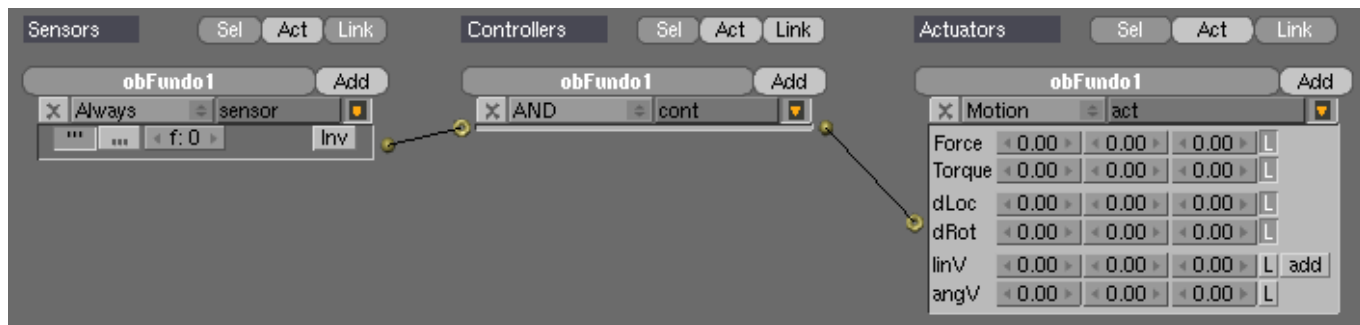 Sensors Sel Act Link Controllers Sel Act Link Actuators Sel Act Link
obFundo1 Add obFundo1 Add obFundo1 Add
X Always sensor X AND cont X Motion act
f: 0 Inv
Force 0.00 0.00 0.00 L
Torque 0.00 0.00 0.00 L
dLoc 0.00 0.00 0.00 L
dRot 0.00 0.00 0.00 L
linV 0.00 0.00 0.00 L add
angV 0.00 0.00 0.00 L